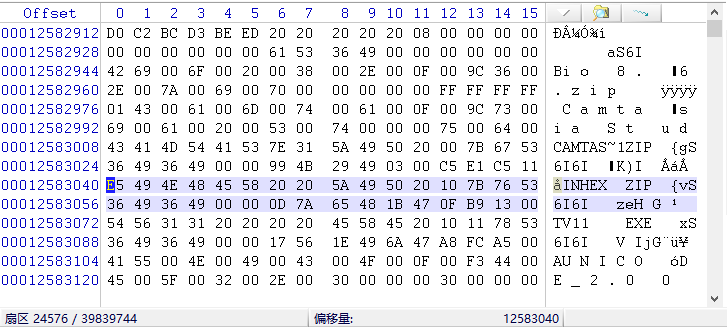 Offset 0 1 2 3 4 5 6 7 8 9 10 11 12 13 14 15
00012582912 D0 C2 BC D3 BE ED 20 20 20 20 20 08 00 00 00 00 ÐÂ¼Ó¾í
00012582928 00 00 00 00 00 00 61 53 36 49 00 00 00 00 00 00 aS6I
00012582944 42 69 00 6F 00 20 00 38 00 2E 00 0F 00 9C 36 00 Bi o 8 . 6
00012582960 2E 00 7A 00 69 00 70 00 00 00 00 00 FF FF FF FF . z i p ÿÿÿÿ
00012582976 01 43 00 61 00 6D 00 74 00 61 00 0F 00 9C 73 00 C a m t a s
00012582992 69 00 61 00 20 00 53 00 74 00 00 00 75 00 64 00 i a S t u d
00012583008 43 41 4D 54 41 53 7E 31 5A 49 50 20 00 7B 67 53 CAMTAS~1ZIP {gS
00012583024 36 49 36 49 00 00 99 4B 29 49 03 00 C5 E1 C5 11 6I6I K)I ÅáÅ
00012583040 E5 49 4E 48 45 58 20 20 5A 49 50 20 10 7B 76 53 åINHEX ZIP {vS
00012583056 36 49 36 49 00 00 0D 7A 65 48 1B 47 0F B9 13 00 6I6I zeH G ¹
00012583072 54 56 31 31 20 20 20 20 45 58 45 20 10 11 78 53 TV11 EXE xS
00012583088 36 49 36 49 00 00 17 56 1E 49 6A 47 A8 FC A5 00 6I6I V IjG¨ü¥
00012583104 41 55 00 4E 00 49 00 43 00 4F 00 0F 00 F3 44 00 AU N I C O óD
00012583120 45 00 5F 00 32 00 2E 00 30 00 00 00 30 00 00 00 E _ 2 . 0 0
扇区 24576 / 39839744 偏移量: 12583040